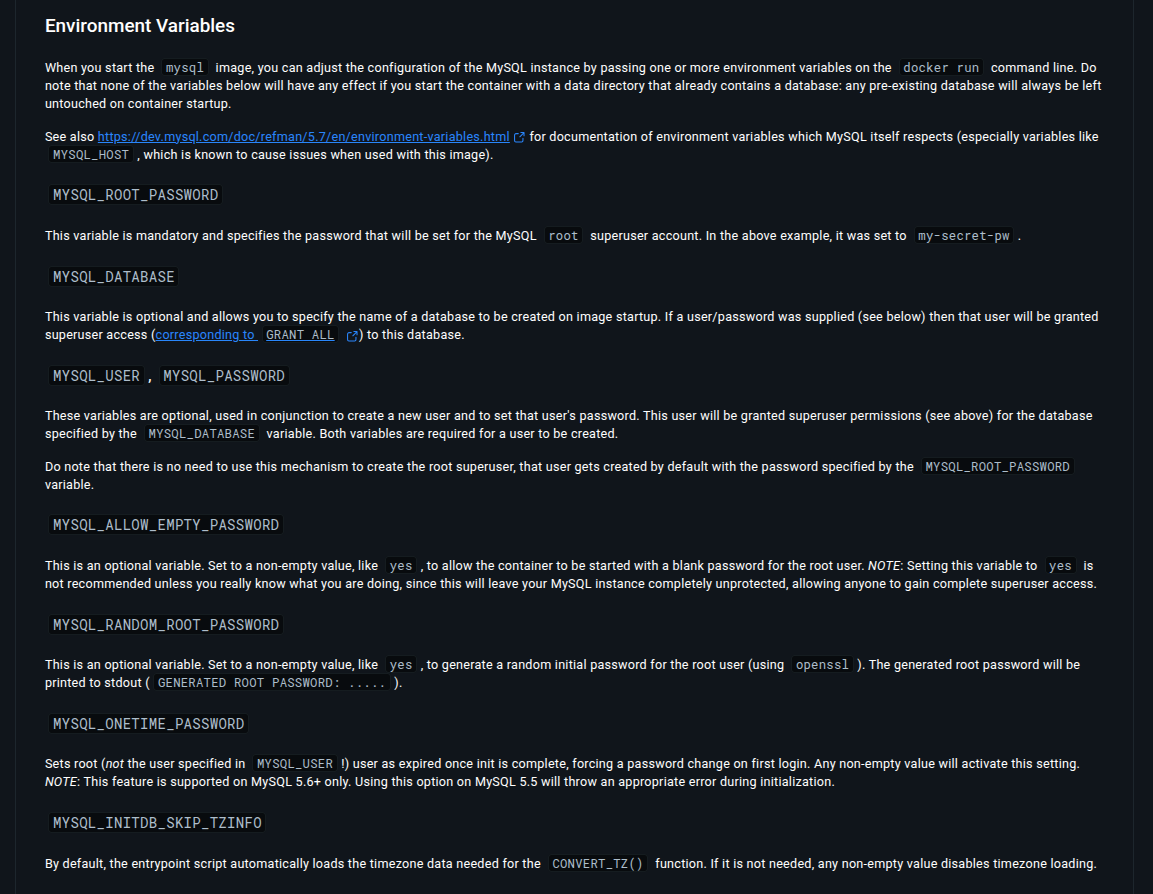 Environment Variables
When you start the mysql image, you can adjust the configuration of the MySQL instance by passing one or more environment variables on the docker run command line. Do
note that none of the variables below will have any effect if you start the container with a data directory that already contains a database: any pre-existing database will always be left
untouched on container startup.
See also https://dev.mysql.com/doc/refman/5.7/en/environment-variables.html for documentation of environment variables which MySQL itself respects (especially variables like
MYSQL_HOST , which is known to cause issues when used with this image).
MYSQL_ROOT_PASSWORD
This variable is mandatory and specifies the password that will be set for the MySQL root superuser account. In the above example, it was set to my-secret-pw .
MYSQL_DATABASE
This variable is optional and allows you to specify the name of a database to be created on image startup. If a user/password was supplied (see below) then that user will be granted
superuser access (corresponding to GRANT ALL ) to this database.
MYSQL_USER , MYSQL_PASSWORD
These variables are optional, used in conjunction to create a new user and to set that user's password. This user will be granted superuser permissions (see above) for the database
specified by the MYSQL_DATABASE variable. Both variables are required for a user to be created.
Do note that there is no need to use this mechanism to create the root superuser, that user gets created by default with the password specified by the MYSQL_ROOT_PASSWORD
variable.
MYSQL_ALLOW_EMPTY_PASSWORD
This is an optional variable. Set to a non-empty value, like yes , to allow the container to be started with a blank password for the root user. NOTE: Setting this variable to yes is
not recommended unless you really know what you are doing, since this will leave your MySQL instance completely unprotected, allowing anyone to gain complete superuser access.
MYSQL_RANDOM_ROOT_PASSWORD
This is an optional variable. Set to a non-empty value, like yes , to generate a random initial password for the root user (using openssl ). The generated root password will be
printed to stdout ( GENERATED ROOT PASSWORD: ..... ).
MYSQL_ONETIME_PASSWORD
Sets root (not the user specified in MYSQL_USER !) user as expired once init is complete, forcing a password change on first login. Any non-empty value will activate this setting.
NOTE: This feature is supported on MySQL 5.6+ only. Using this option on MySQL 5.5 will throw an appropriate error during initialization.
MYSQL_INITDB_SKIP_TZINFO
By default, the entrypoint script automatically loads the timezone data needed for the CONVERT_TZ() function. If it is not needed, any non-empty value disables timezone loading.